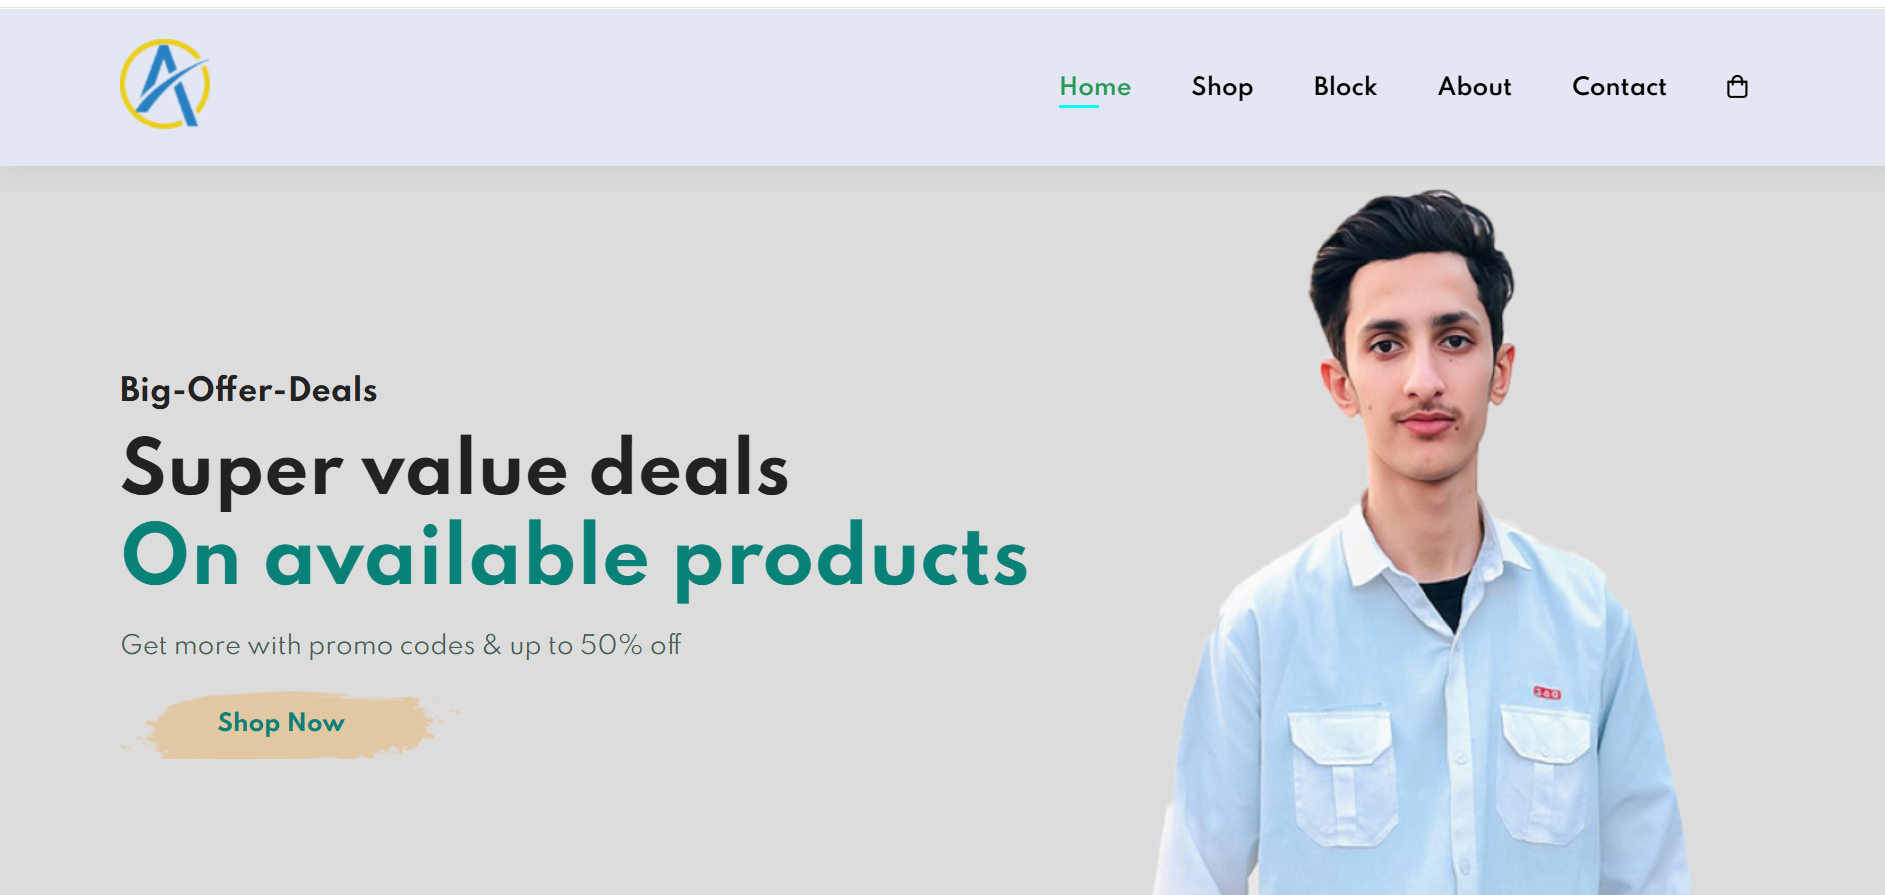 Home Shop Block About Contact
Big-Offer-Deals
Super value deals
On available products
Get more with promo codes & up to 50% off
Shop Now
360